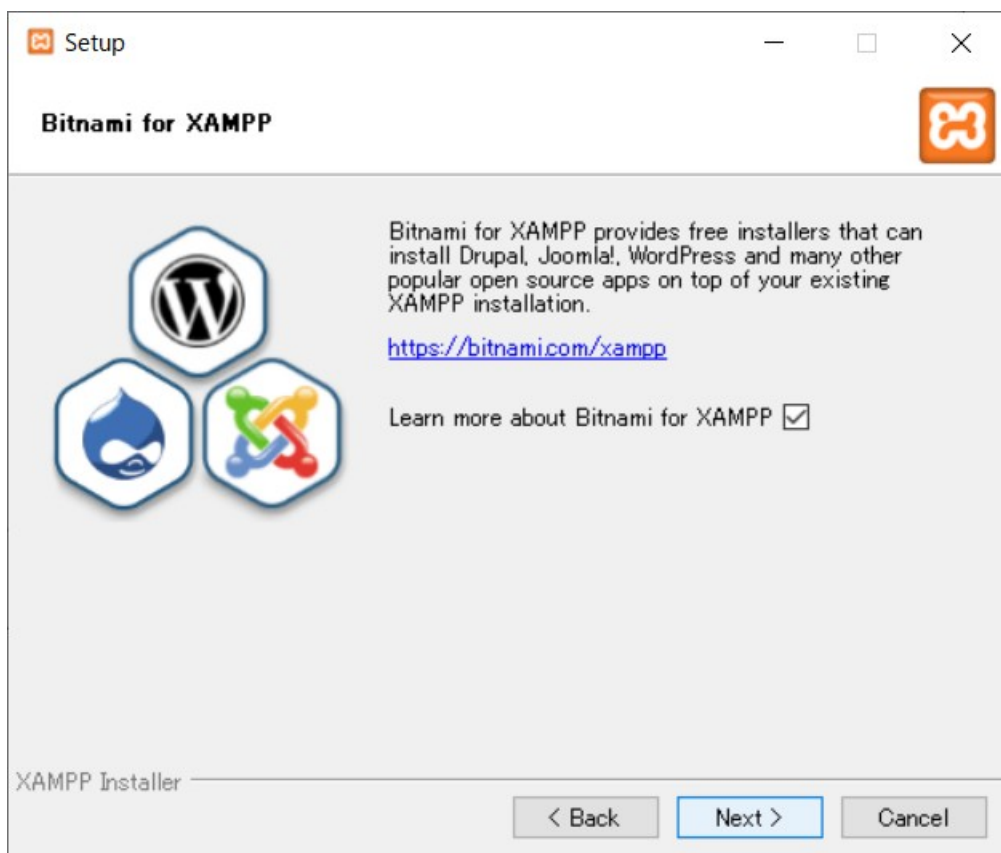 Setup
Bitnami for XAMPP
Bitnami for XAMPP provides free installers that can
install Drupal, Joomla!, WordPress and many other
popular open source apps on top of your existing
XAMPP installation.
https://bitnami.com/xampp
Learn more about Bitnami for XAMPP
XAMPP Installer
< Back
Next >
Cancel